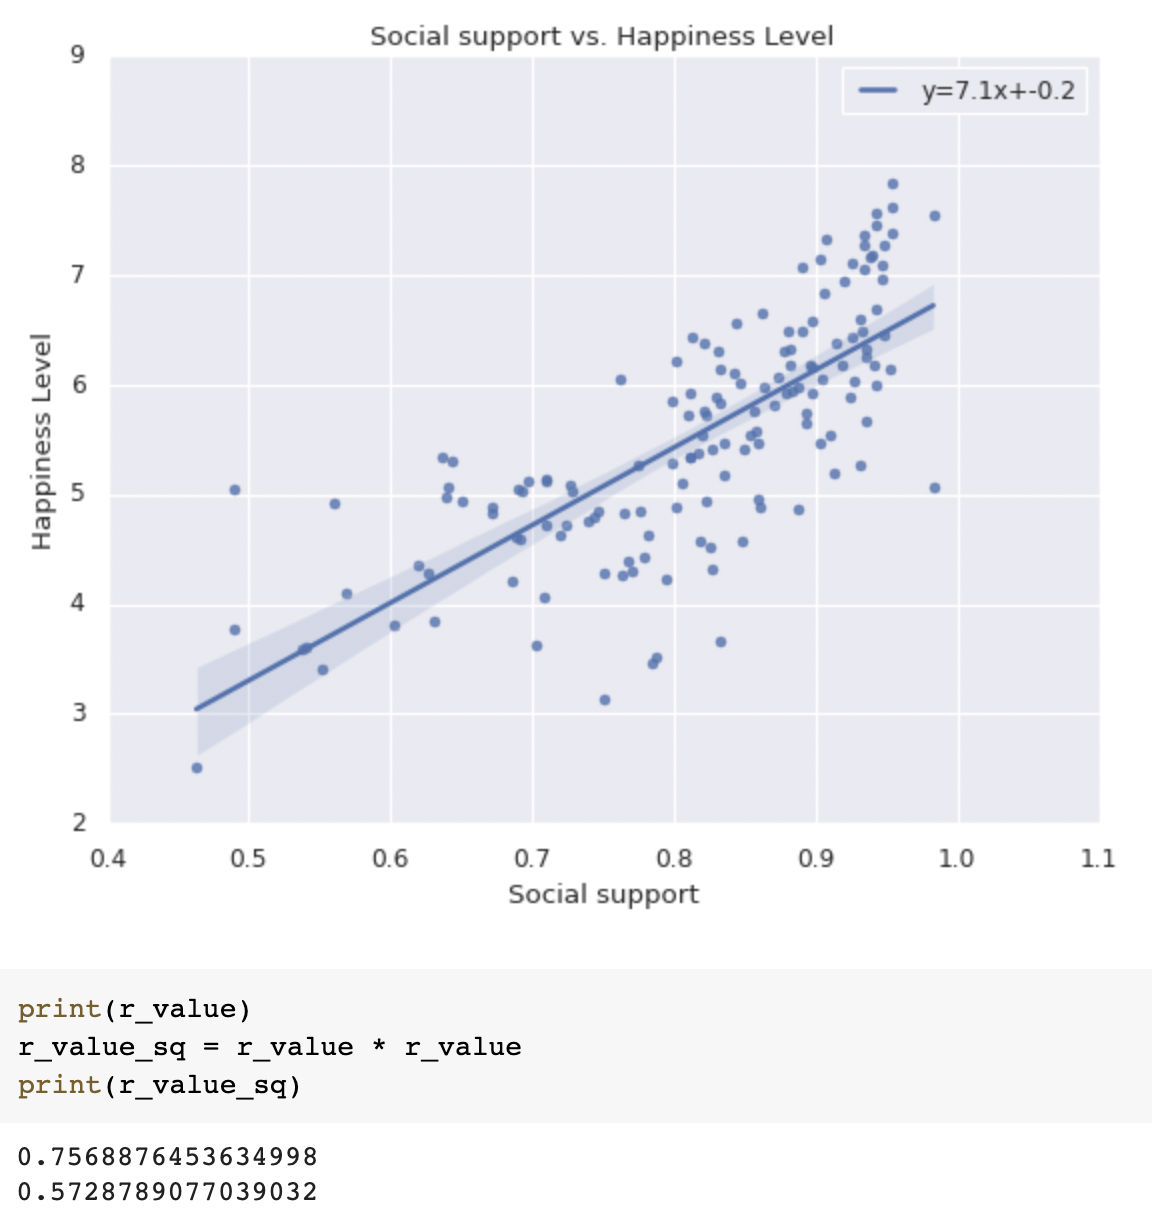 Social support vs. Happiness Level
y=7.1x+-0.2
9
8
7
6
5
4
3
2
Happiness Level
0.4 0.5 0.6 0.7 0.8 0.9 1.0 1.1
Social support
print(r_value)
r_value_sq = r_value * r_value
print(r_value_sq)
0.7568876453634998
0.5728789077039032